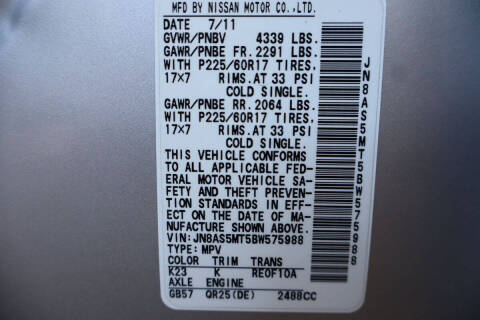 MFD BY NISSAN MOTOR CO.,LTD.
DATE 7/11
GVWR/PNBV 4339 LBS.
GAWR/PNBE FR. 2291 LBS.
WITH P225/60R17 TIRES.
17×7 RIMS. AT 33 PSI
COLD SINGLE.
GAWR/PNBE RR. 2064 LBS.
WITH P225/60R17 TIRES.
17×7 RIMS. AT 33 PSI
COLD SINGLE.
THIS VEHICLE CONFORMS
TO ALL APPLICABLE FED-
ERAL MOTOR VEHICLE SA-
FETY AND THEFT PREVEN-
TION STANDARDS IN EFF-
ECT ON THE DATE OF MA-
NUFACTURE SHOWN ABOVE.
VIN: JN8AS5MT5BW575988
TYPE: MPV
COLOR TRIM TRANS
K23 K RE0F10A
AXLE ENGINE
GB57 QR25(DE) 2488CC
JN8AS5MT5BW575988